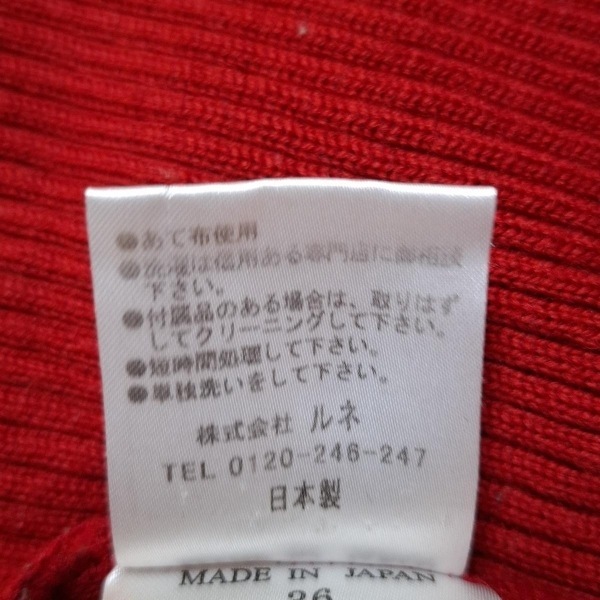 ●あて布使用
●洗濯は信用ある専門店に御相談
下さい。
●付属品のある場合は、取りはず
してクリーニングして下さい。
●短時間処理して下さい。
●単独洗いをして下さい。
株式会社 ルネ
TEL 0120-246-247
日本製
MADE IN JAPAN
36